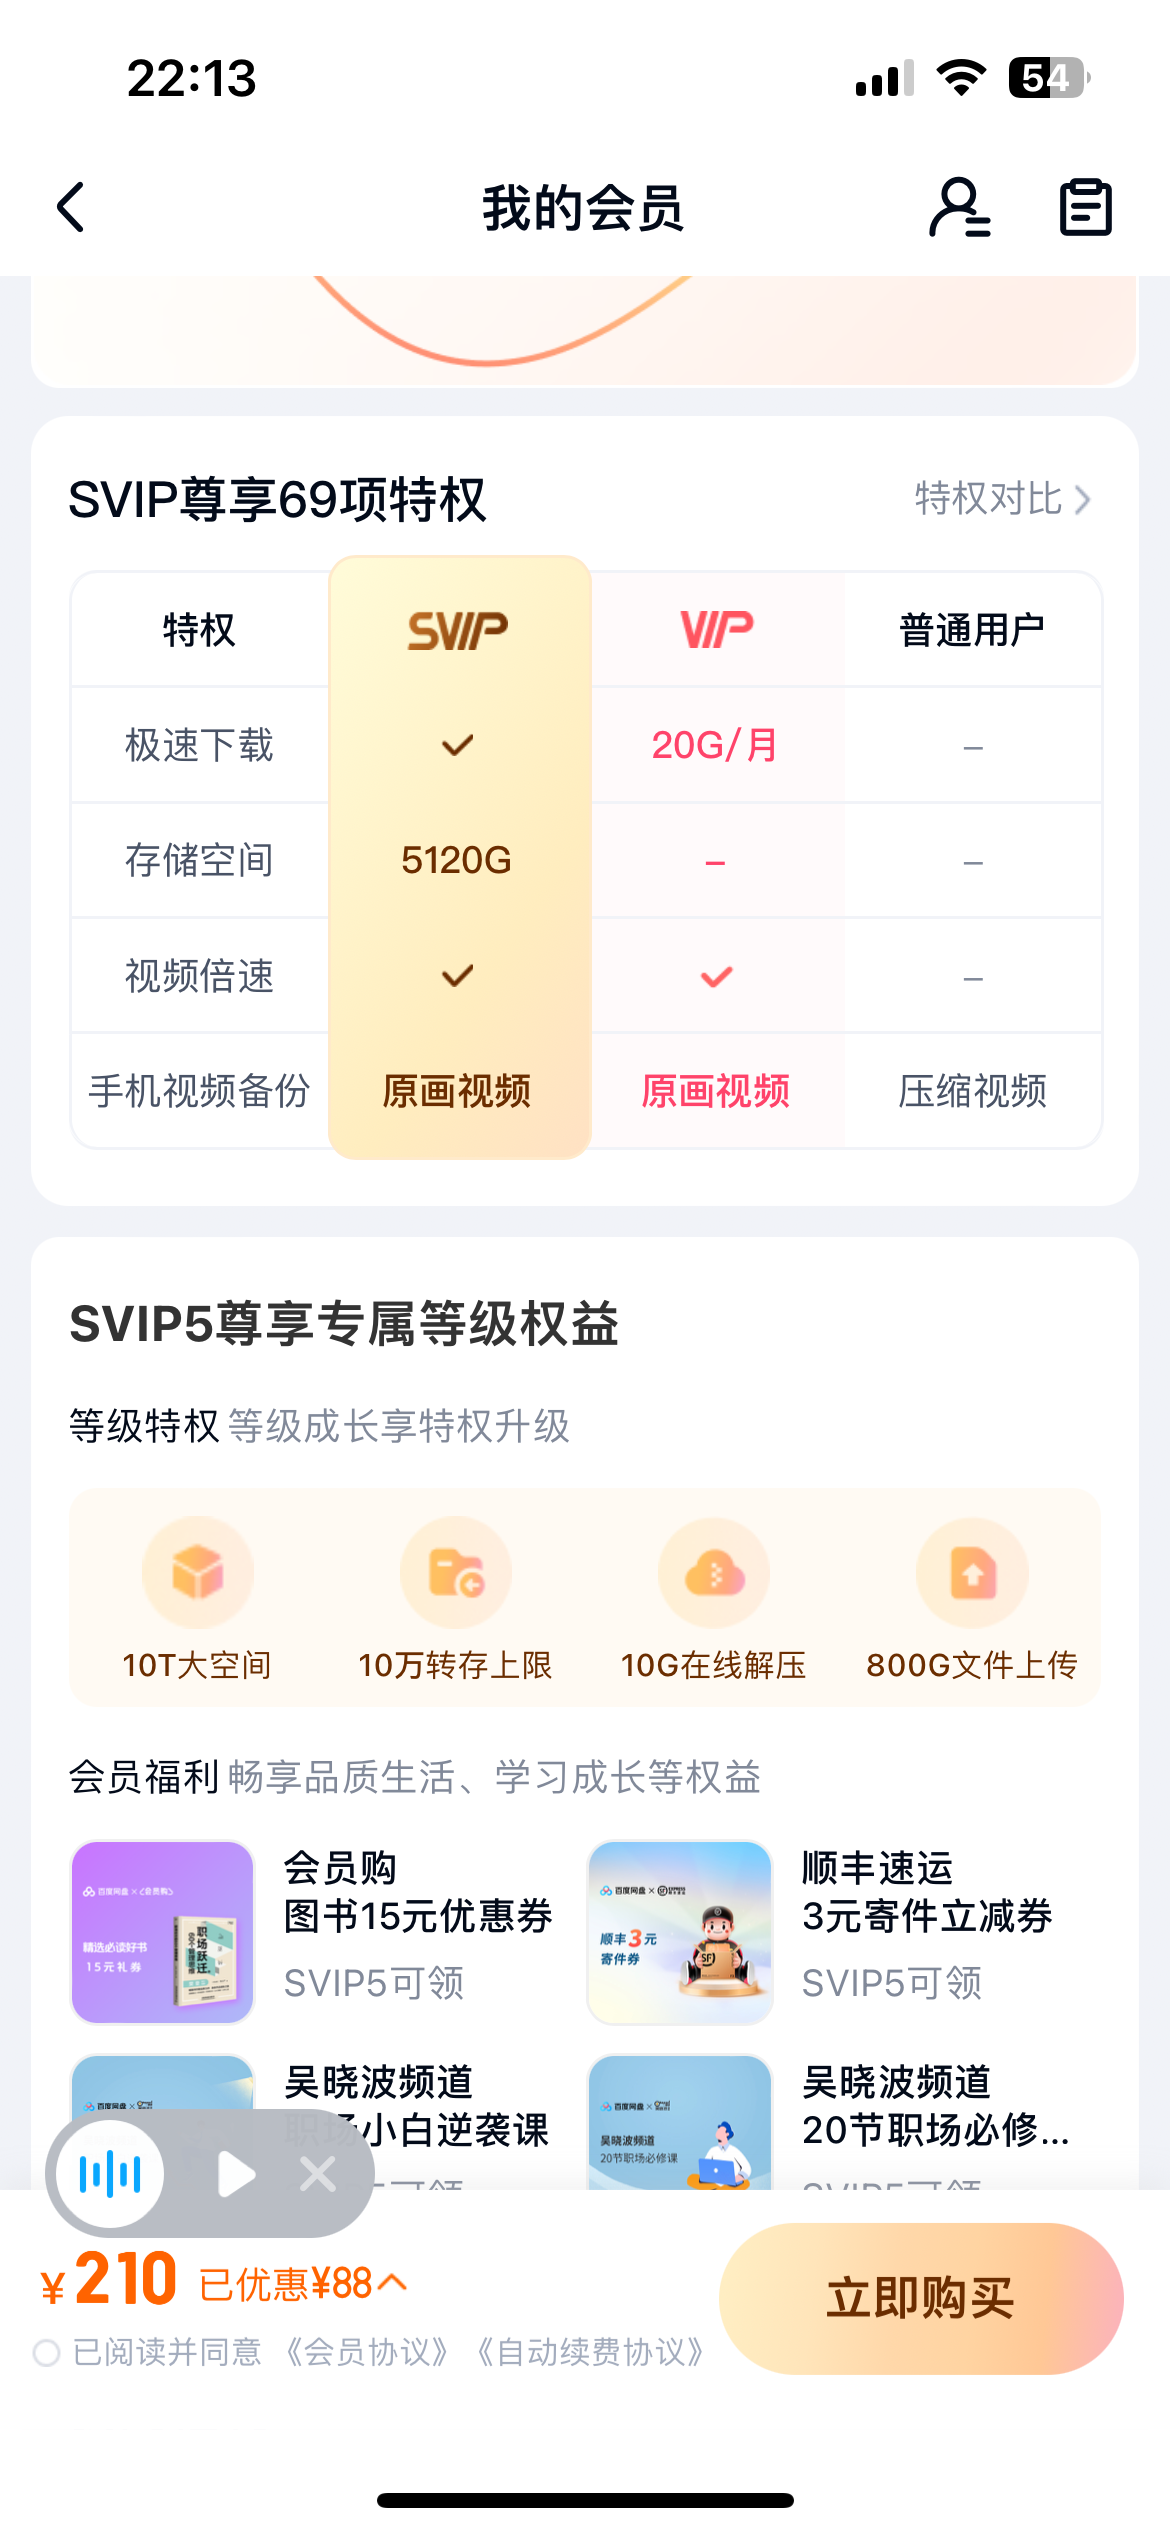 22:13
54
我的会员
SVIP尊享69项特权
特权对比
特权 SVIP VIP 普通用户
极速下载 20G/月 –
存储空间 5120G – –
视频倍速 –
手机视频备份 原画视频 原画视频 压缩视频
SVIP5尊享专属等级权益
等级特权 等级成长享特权升级
10T大空间 10万转存上限 10G在线解压 800G文件上传
会员福利 畅享品质生活、学习成长等权益
百度网盘 × 《会员购》
精选必读好书
15元礼券
职场跃迁
会员购
图书15元优惠券
SVIP5可领
百度网盘 ×
顺丰3元
寄件券
顺丰速运
3元寄件立减券
SVIP5可领
百度网盘 ×
吴晓波频道
职场小白逆袭课
百度网盘 ×
吴晓波频道
20节职场必修课
吴晓波频道
20节职场必修...
SVIP5可领
¥210 已优惠¥88
已阅读并同意《会员协议》《自动续费协议》
立即购买